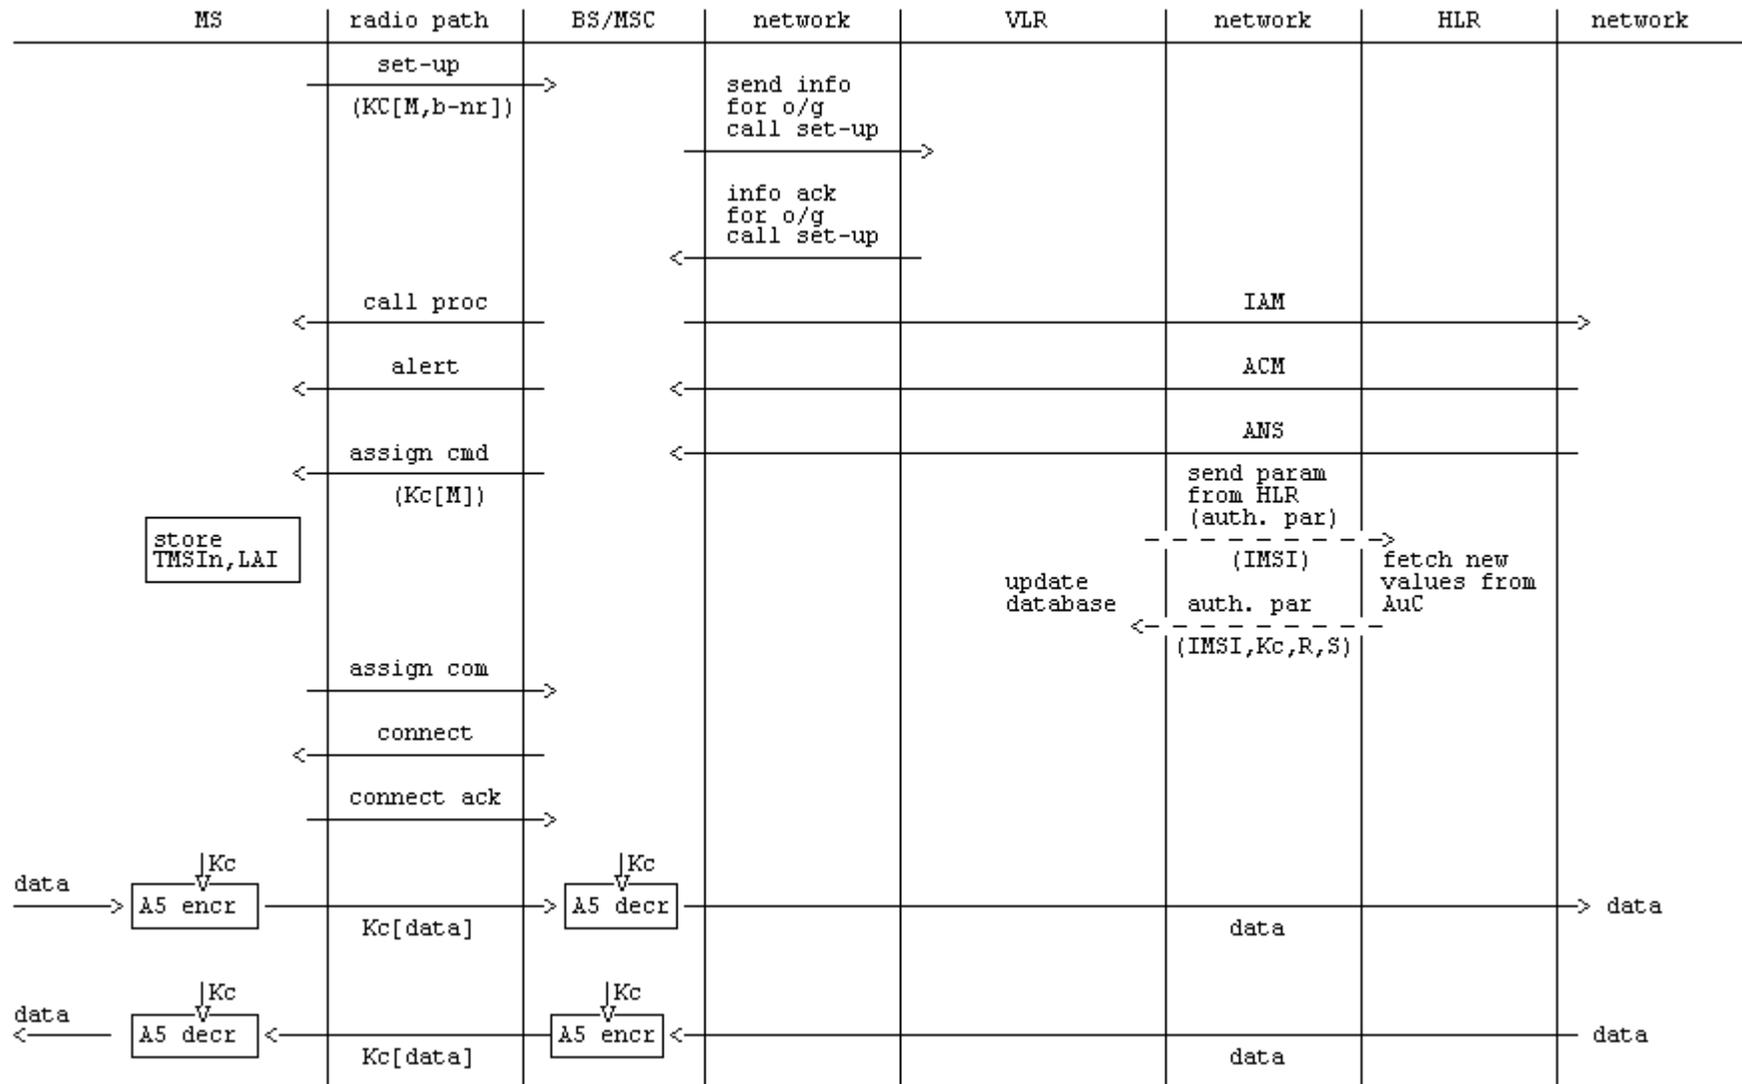 MS radio path BS/MSC network VLR network HLR network
set-up
(KC[M,b-nr])
send info
for o/g
call set-up
info ack
for o/g
call set-up
call proc
IAM
alert
ACM
ANS
assign cmd
(Kc[M])
send param
from HLR
(auth. par)
(IMSI)
store
TMSIn,LAI
fetch new
values from
AuC
update
database
auth. par
(IMSI,Kc,R,S)
assign com
connect
connect ack
Kc
Kc
data
A5 encr
A5 decr
data
Kc[data]
data
Kc
Kc
data
A5 decr
A5 encr
data
Kc[data]
data